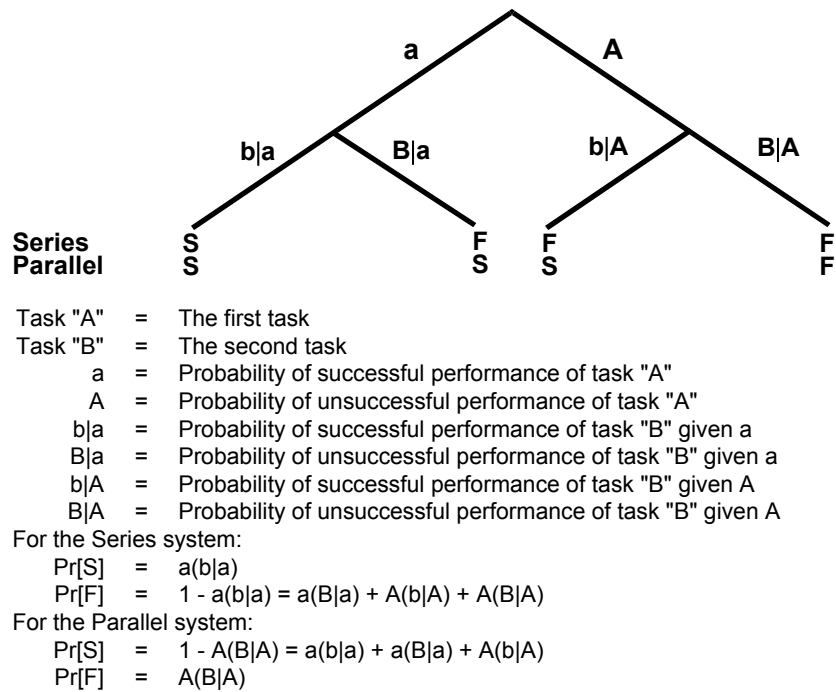 a A
b|a B|a b|A B|A
Series S F F F
Parallel S S S F
Task "A" = The first task
Task "B" = The second task
a = Probability of successful performance of task "A"
A = Probability of unsuccessful performance of task "A"
b|a = Probability of successful performance of task "B" given a
B|a = Probability of unsuccessful performance of task "B" given a
b|A = Probability of successful performance of task "B" given A
B|A = Probability of unsuccessful performance of task "B" given A
For the Series system:
Pr[S] = a(b|a)
Pr[F] = 1 - a(b|a) = a(B|a) + A(b|A) + A(B|A)
For the Parallel system:
Pr[S] = 1 - A(B|A) = a(b|a) + a(B|a) + A(b|A)
Pr[F] = A(B|A)